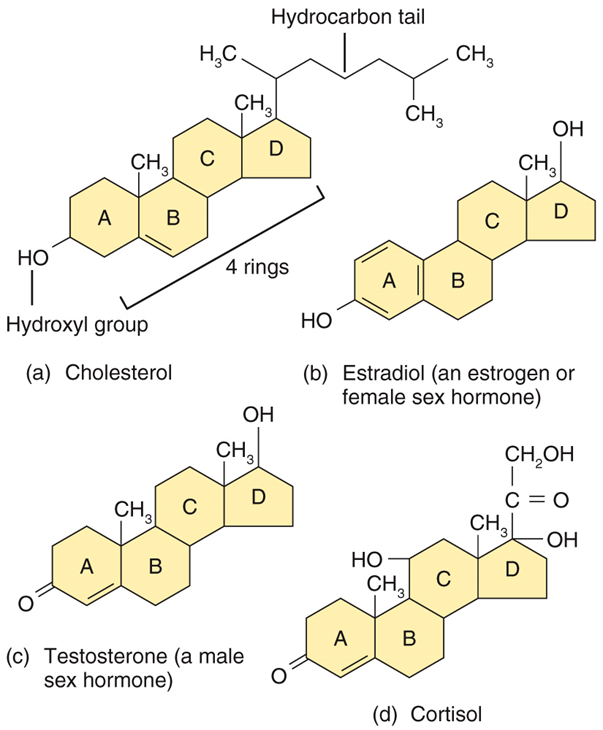 Hydrocarbon tail
H₃C
CH₃
CH₃
CH₃
CH₃
A
B
C
D
HO
4 rings
Hydroxyl group
(a) Cholesterol
OH
CH₃
A
B
C
D
HO
(b) Estradiol (an estrogen or
female sex hormone)
OH
CH₃
CH₃
A
B
C
D
O
(c) Testosterone (a male
sex hormone)
CH₂OH
C = O
CH₃
OH
HO
CH₃
A
B
C
D
O
(d) Cortisol